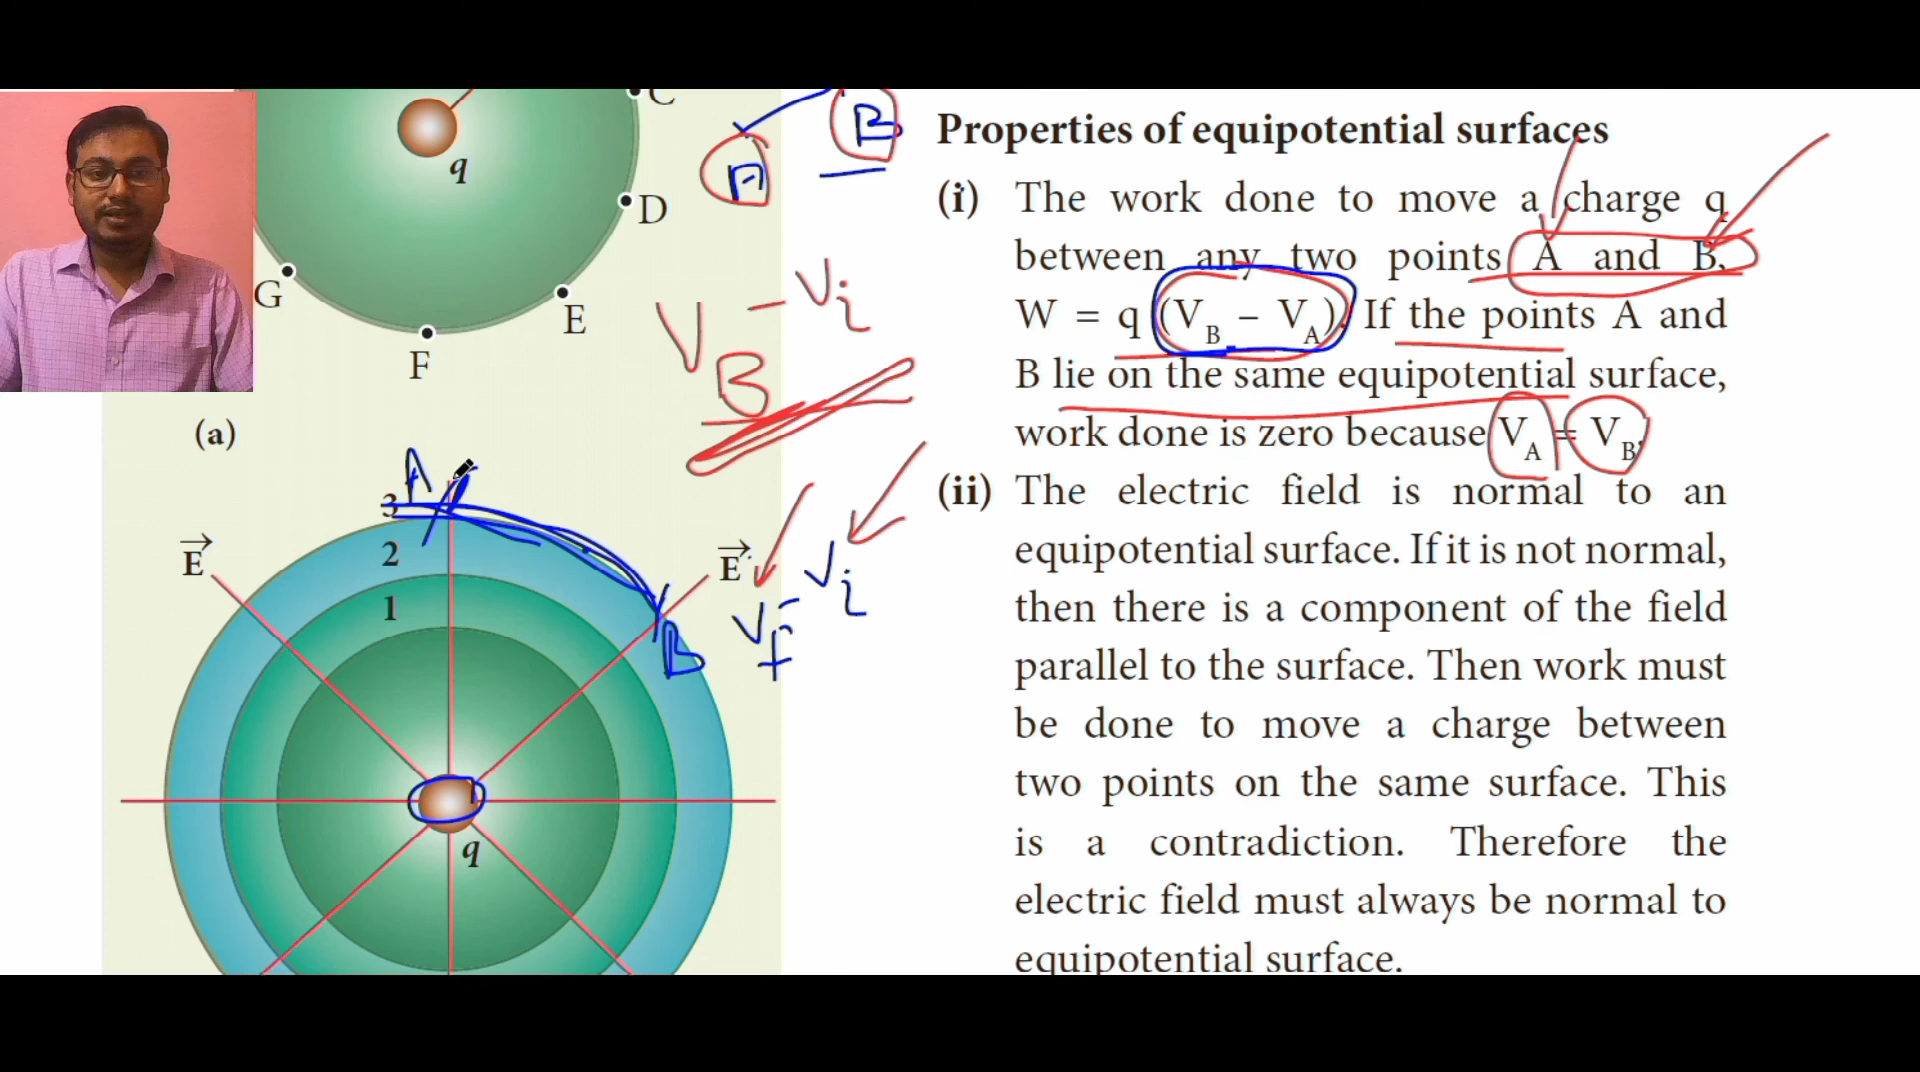 C
q
D
G
E
F
(a)
A
B
V_B - V_i
A
3
2
1
E
E
B
V_f - V_i
q
Properties of equipotential surfaces
(i) The work done to move a charge q
between any two points A and B,
W = q (V_B – V_A). If the points A and
B lie on the same equipotential surface,
work done is zero because V_A = V_B.
(ii) The electric field is normal to an
equipotential surface. If it is not normal,
then there is a component of the field
parallel to the surface. Then work must
be done to move a charge between
two points on the same surface. This
is a contradiction. Therefore the
electric field must always be normal to
equipotential surface.